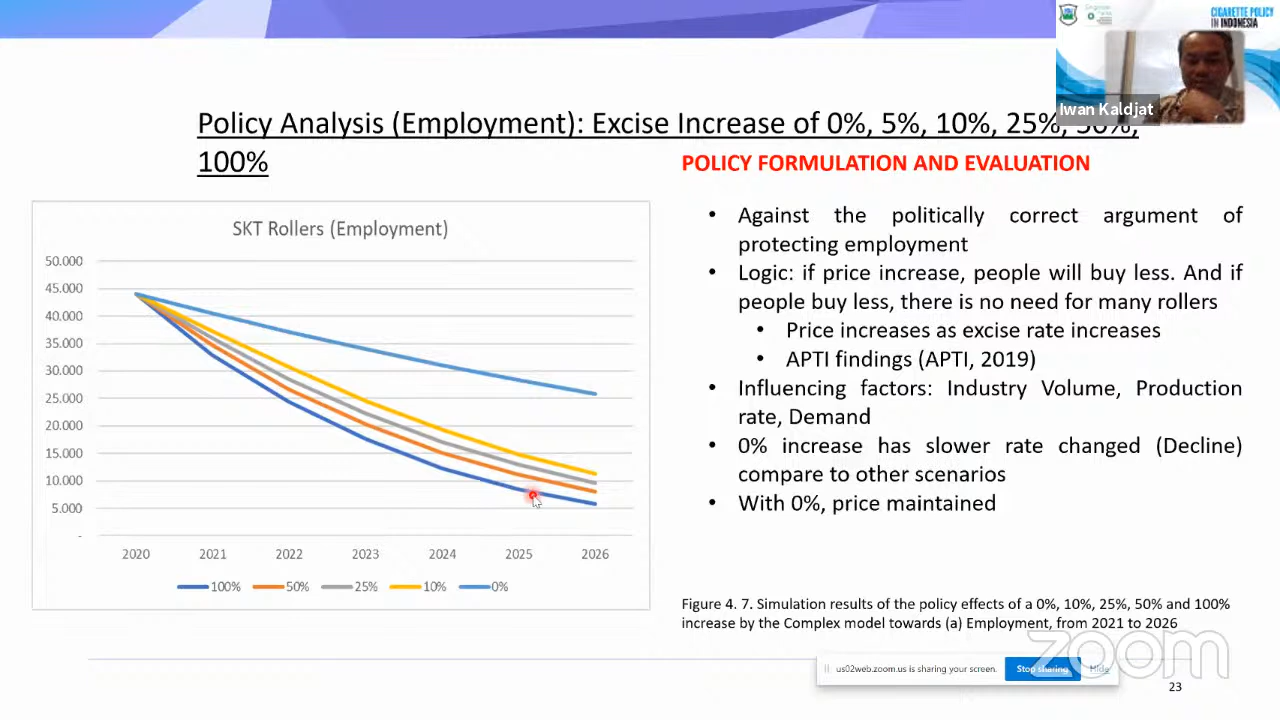 CIGARETTE POLICY
IN INDONESIA
Iwan Kaldjat
Policy Analysis (Employment): Excise Increase of 0%, 5%, 10%, 25%, 50%,
100%
POLICY FORMULATION AND EVALUATION
SKT Rollers (Employment)
50.000
45.000
40.000
35.000
30.000
25.000
20.000
15.000
10.000
5.000
-
2020 2021 2022 2023 2024 2025 2026
100% 50% 25% 10% 0%
• Against the politically correct argument of
protecting employment
• Logic: if price increase, people will buy less. And if
people buy less, there is no need for many rollers
• Price increases as excise rate increases
• APTI findings (APTI, 2019)
• Influencing factors: Industry Volume, Production
rate, Demand
• 0% increase has slower rate changed (Decline)
compare to other scenarios
• With 0%, price maintained
Figure 4. 7. Simulation results of the policy effects of a 0%, 10%, 25%, 50% and 100%
increase by the Complex model towards (a) Employment, from 2021 to 2026
zoom
us02web.zoom.us is sharing your screen.
Stop sharing
Hide
23